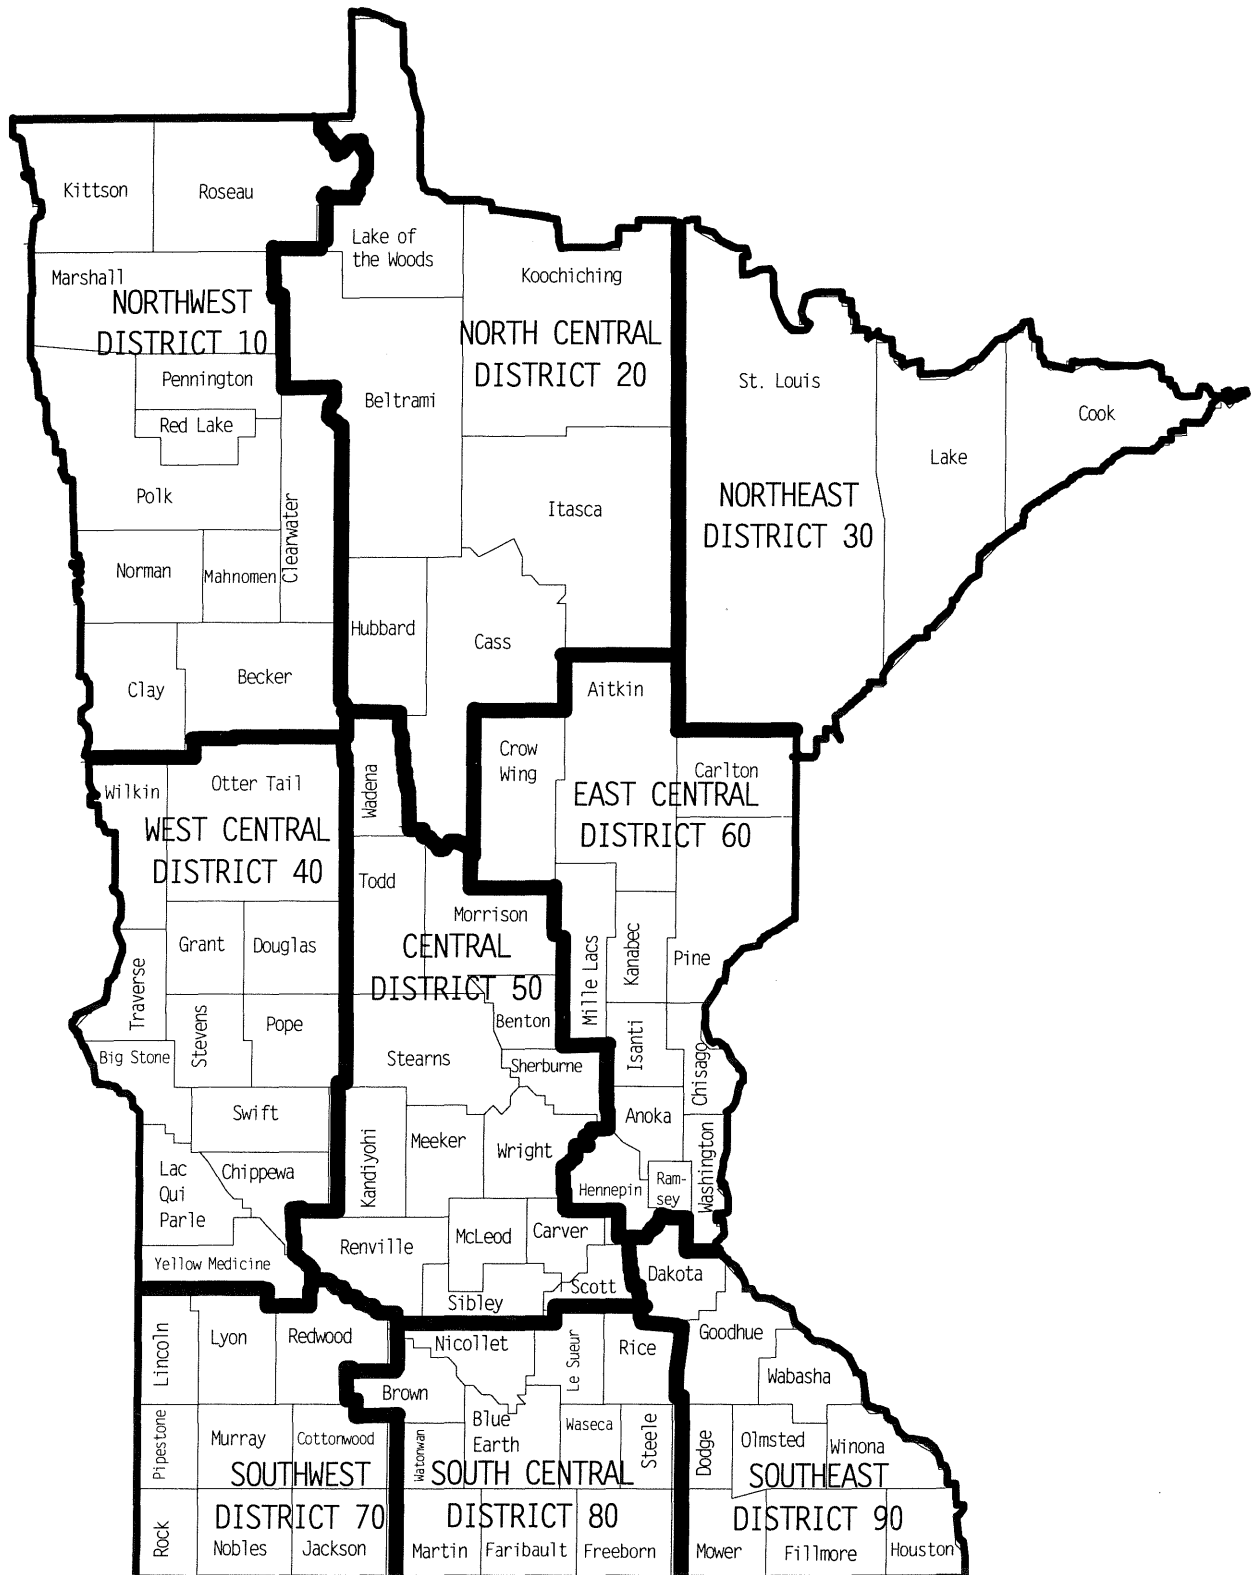 Kittson
Roseau
Lake of
the Woods
Marshall
Koochiching
NORTHWEST
DISTRICT 10
NORTH CENTRAL
DISTRICT 20
Pennington
St. Louis
Beltrami
Red Lake
Cook
Lake
Polk
Itasca
NORTHEAST
DISTRICT 30
Clearwater
Norman
Mahnomen
Hubbard
Cass
Clay
Becker
Aitkin
Crow
Wing
Carlton
Wilkin
Otter Tail
Wadena
EAST CENTRAL
DISTRICT 60
WEST CENTRAL
DISTRICT 40
Todd
Morrison
Grant
Douglas
CENTRAL
DISTRICT 50
Mille Lacs
Kanabec
Pine
Traverse
Stevens
Pope
Benton
Isanti
Chisago
Big Stone
Stearns
Sherburne
Swift
Anoka
Meeker
Wright
Kandiyohi
Washington
Lac
Qui
Parle
Chippewa
Hennepin
Ram-
sey
Renville
McLeod
Carver
Yellow Medicine
Scott
Dakota
Sibley
Lincoln
Lyon
Redwood
Nicollet
Le Sueur
Rice
Goodhue
Wabasha
Brown
Pipestone
Murray
Cottonwood
Watonwan
Blue
Earth
Waseca
Steele
Dodge
Olmsted
Winona
SOUTHWEST
DISTRICT 70
SOUTH CENTRAL
DISTRICT 80
SOUTHEAST
DISTRICT 90
Rock
Nobles
Jackson
Martin
Faribault
Freeborn
Mower
Fillmore
Houston